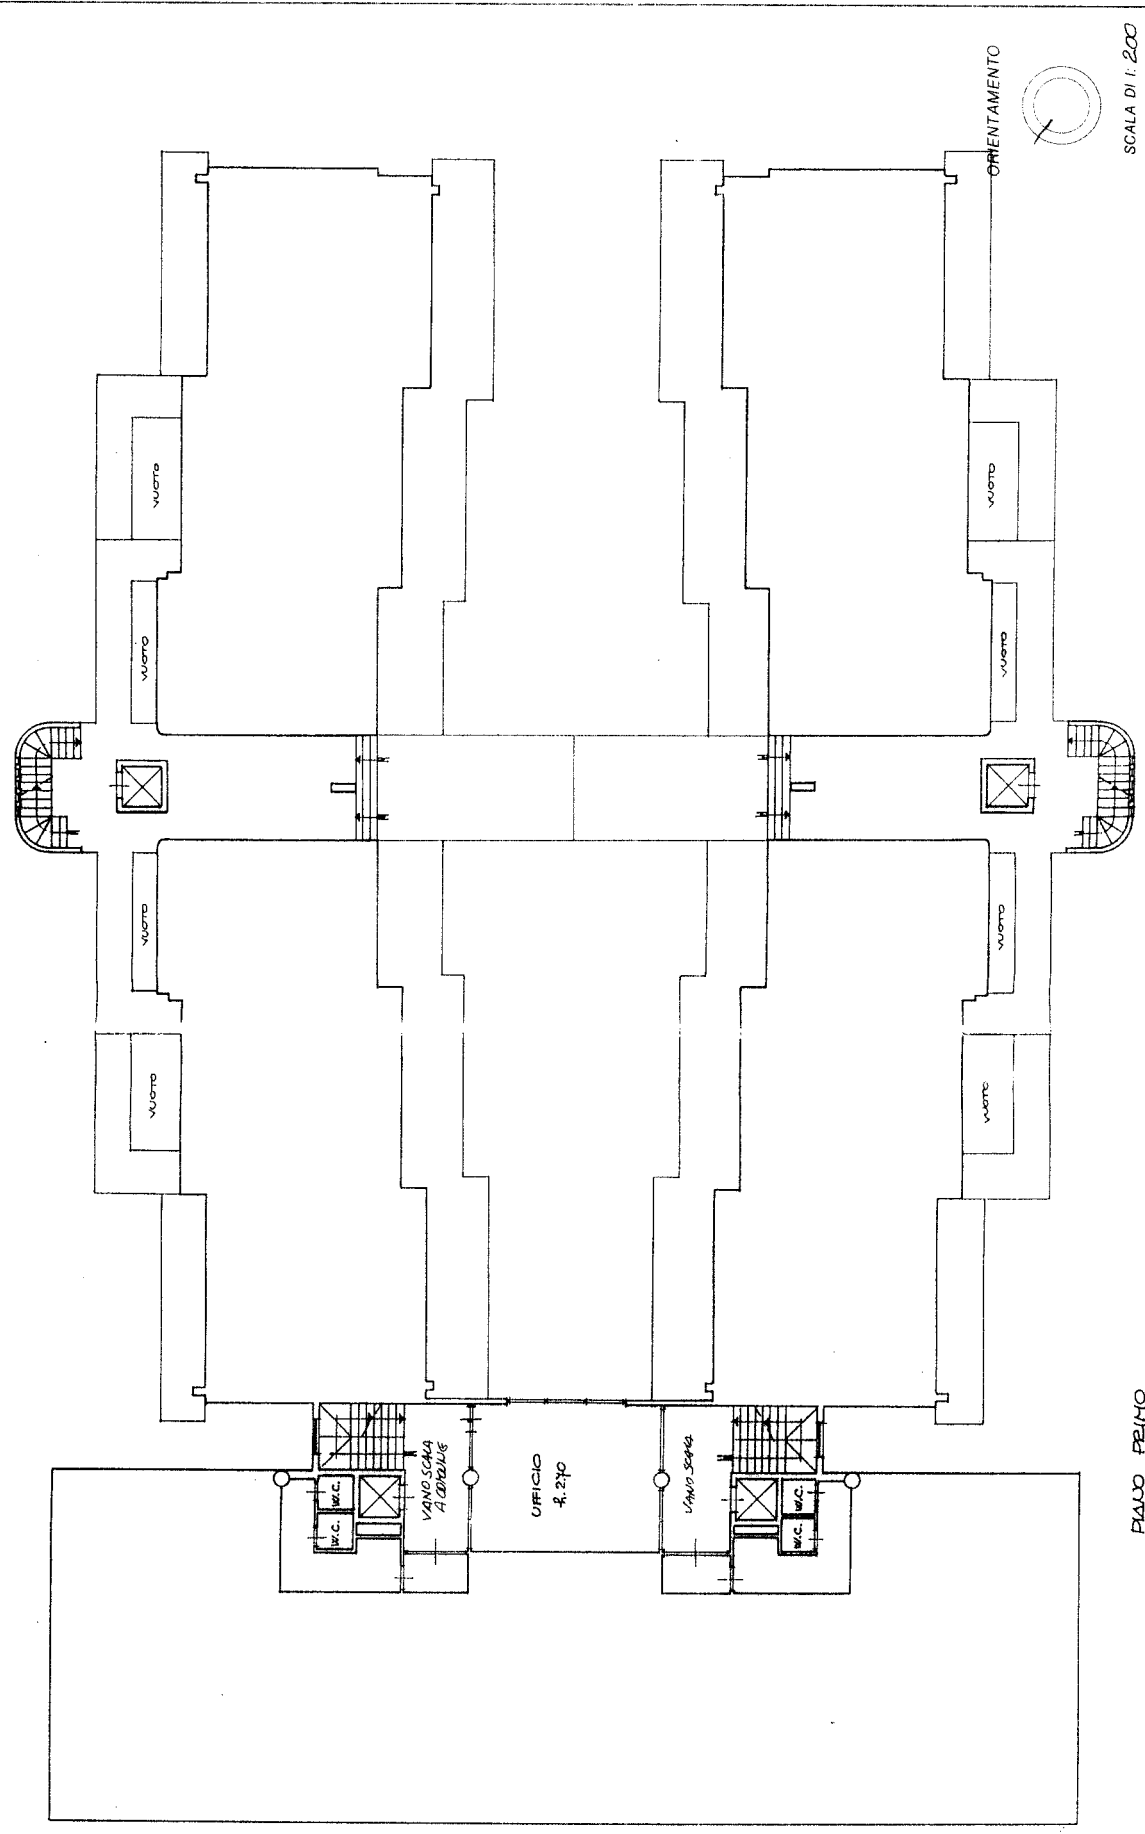 ORIENTAMENTO
SCALA DI 1: 200
VUOTO
VUOTO
VUOTO
VUOTO
VUOTO
VUOTO
VUOTO
VUOTO
VANO SCALA
A COMUNE
UFFICIO
h. 2.70
VANO SCALA
W.C.
W.C.
W.C.
W.C.
PIANO PRIMO